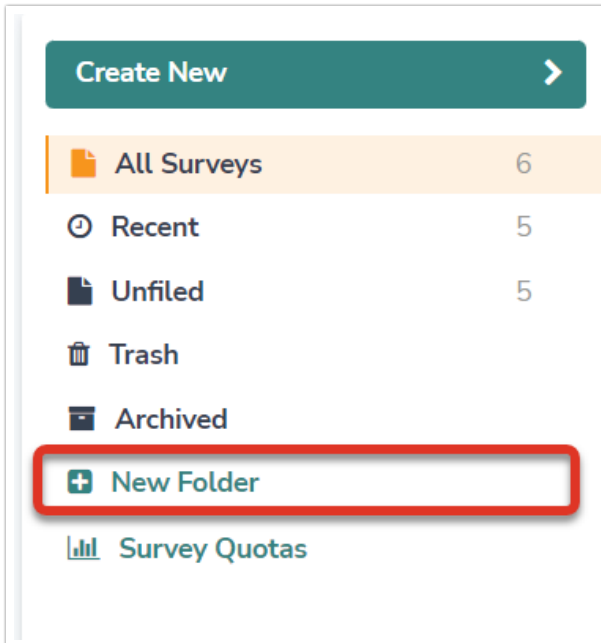 Create New
All Surveys 6
Recent 5
Unfiled 5
Trash
Archived
New Folder
Survey Quotas